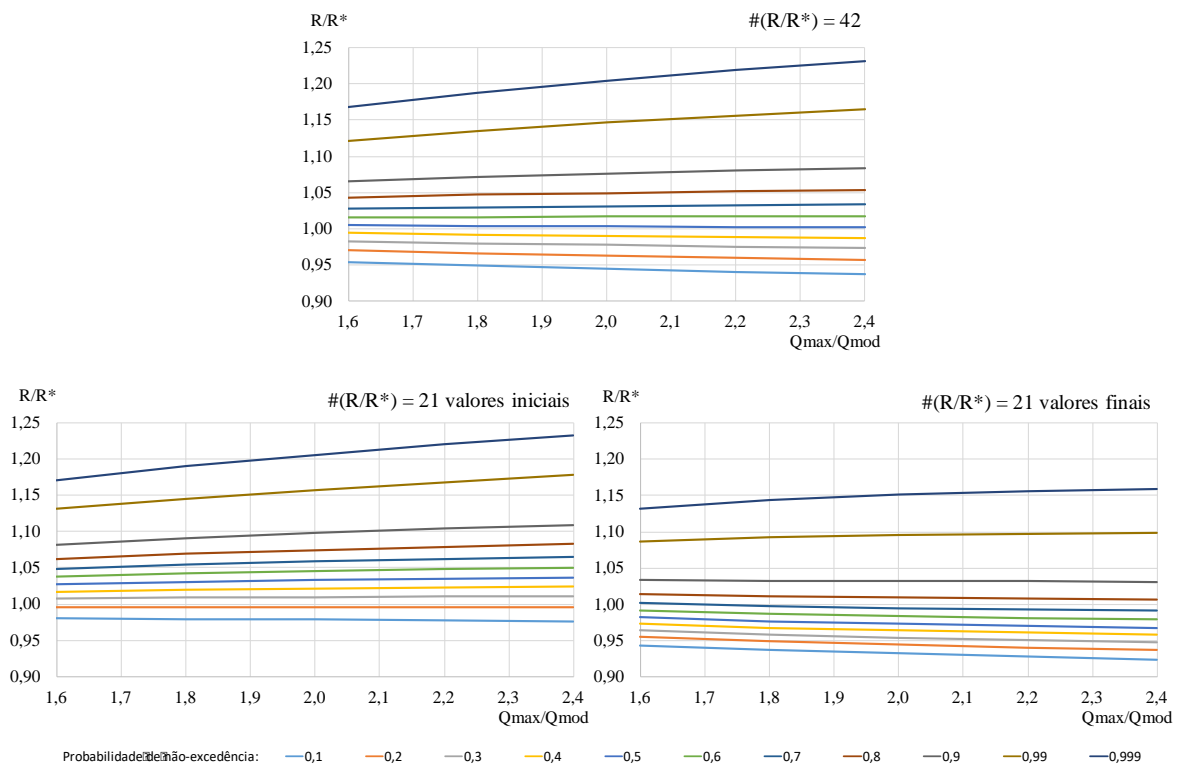 R/R*
#(R/R*) = 42
1,25
1,20
1,15
1,10
1,05
1,00
0,95
0,90
1,6 1,7 1,8 1,9 2,0 2,1 2,2 2,3 2,4
Qmax/Qmod
R/R*
#(R/R*) = 21 valores iniciais
1,25
1,20
1,15
1,10
1,05
1,00
0,95
0,90
1,6 1,7 1,8 1,9 2,0 2,1 2,2 2,3 2,4
Qmax/Qmod
R/R*
#(R/R*) = 21 valores finais
1,25
1,20
1,15
1,10
1,05
1,00
0,95
0,90
1,6 1,7 1,8 1,9 2,0 2,1 2,2 2,3 2,4
Qmax/Qmod
Probabilidade de não-excedência: 0,1 0,2 0,3 0,4 0,5 0,6 0,7 0,8 0,9 0,99 0,999